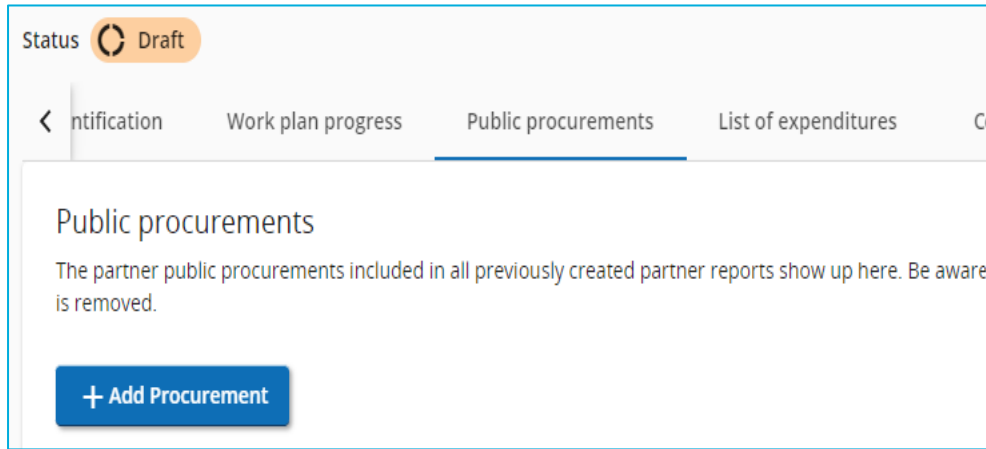 Status Draft
ntification Work plan progress Public procurements List of expenditures
Public procurements
The partner public procurements included in all previously created partner reports show up here. Be aware
is removed.
+ Add Procurement